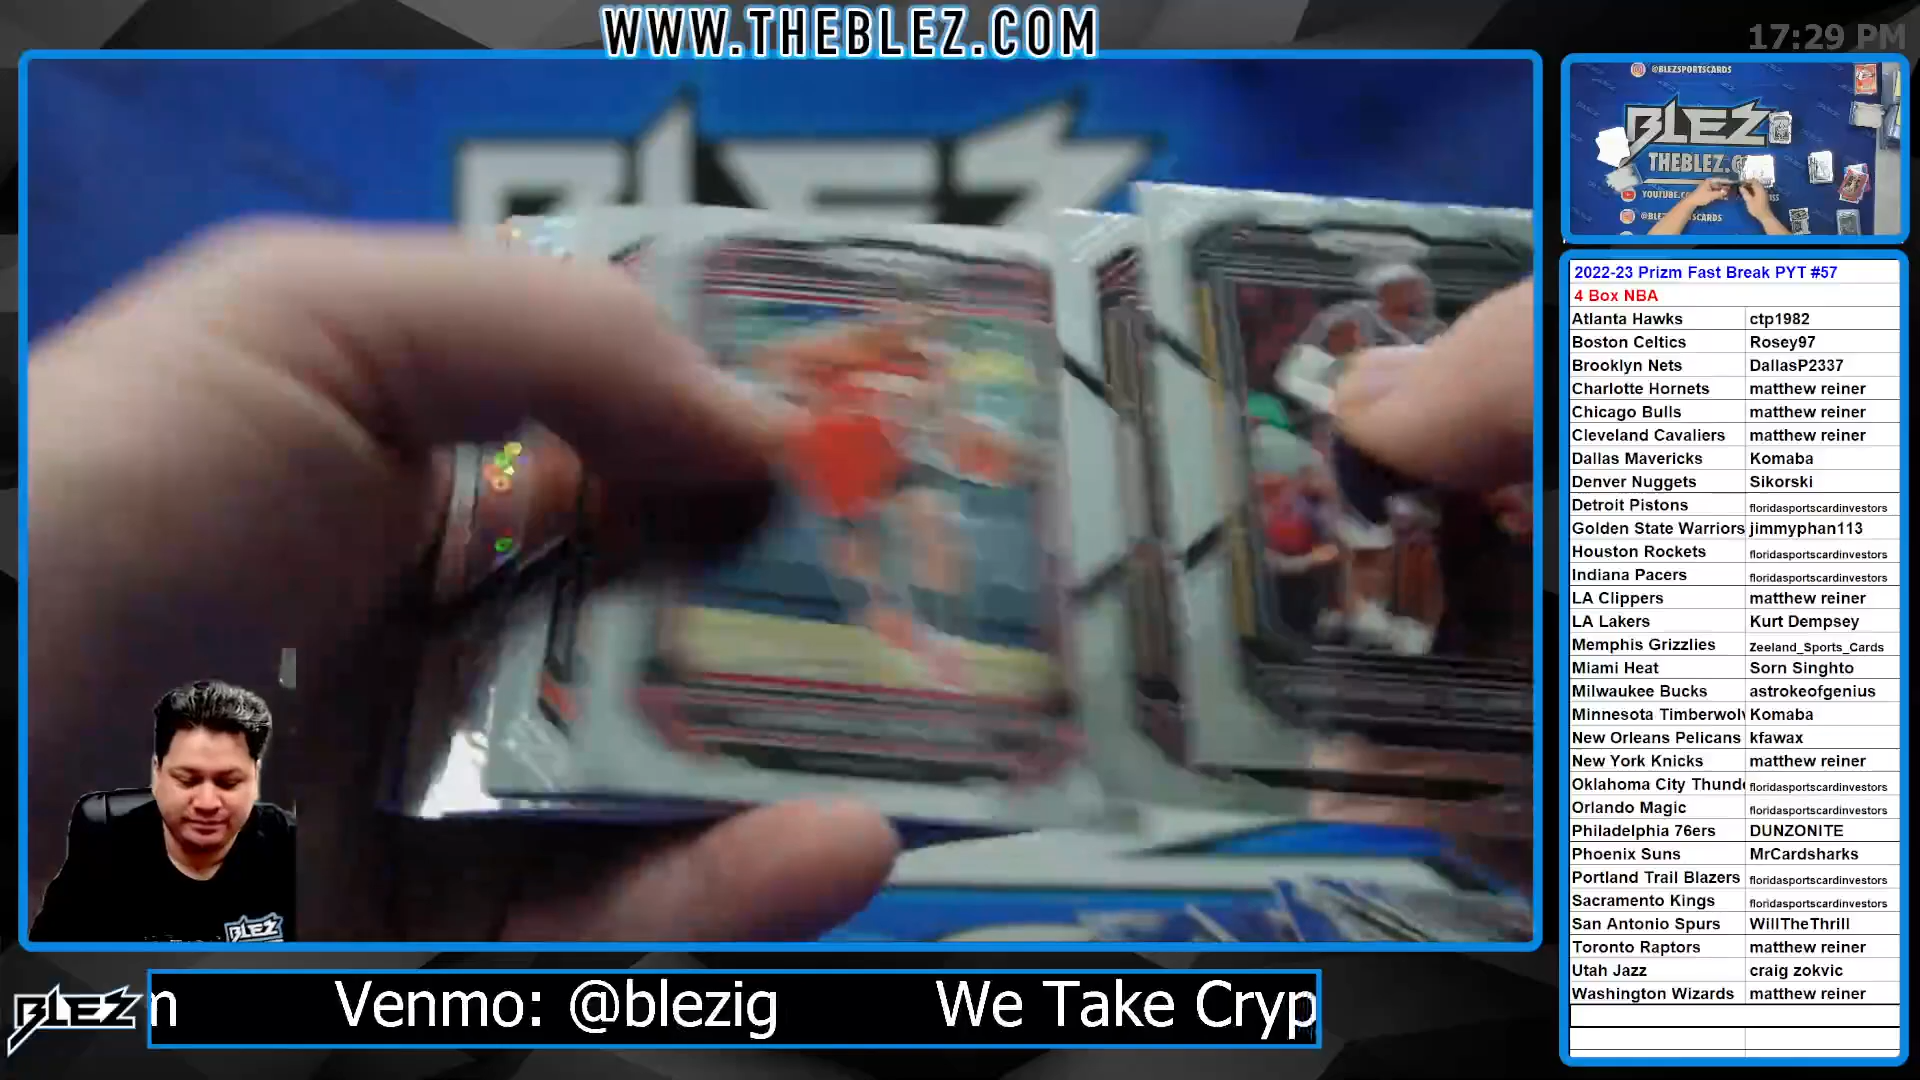 WWW.THEBLEZ.COM
17:29 PM
BLEZ
@BLEZSPORTSCARDS
BLEZ
THEBLEZ.
2022-23 Prizm Fast Break PYT #57
4 Box NBA
Atlanta Hawks ctp1982
Boston Celtics Rosey97
Brooklyn Nets DallasP2337
Charlotte Hornets matthew reiner
Chicago Bulls matthew reiner
Cleveland Cavaliers matthew reiner
Dallas Mavericks Komaba
Denver Nuggets Sikorski
Detroit Pistons floridasportscardinvestors
Golden State Warriors jimmyphan113
Houston Rockets floridasportscardinvestors
Indiana Pacers floridasportscardinvestors
LA Clippers matthew reiner
LA Lakers Kurt Dempsey
Memphis Grizzlies Zeeland_Sports_Cards
Miami Heat Sorn Singhto
Milwaukee Bucks astrokeofgenius
Minnesota Timberwolv Komaba
New Orleans Pelicans kfawax
New York Knicks matthew reiner
Oklahoma City Thund floridasportscardinvestors
Orlando Magic floridasportscardinvestors
Philadelphia 76ers DUNZONITE
Phoenix Suns MrCardsharks
Portland Trail Blazers floridasportscardinvestors
Sacramento Kings floridasportscardinvestors
San Antonio Spurs WillTheThrill
Toronto Raptors matthew reiner
Utah Jazz craig zokvic
Washington Wizards matthew reiner
BLEZ
BLEZ
m Venmo: @blezig We Take Cryp